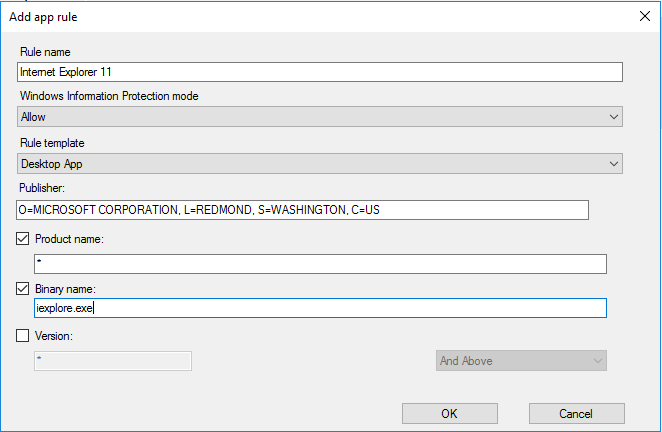 Add app rule
Rule name
Internet Explorer 11
Windows Information Protection mode
Allow
Rule template
Desktop App
Publisher:
O=MICROSOFT CORPORATION, L=REDMOND, S=WASHINGTON, C=US
Product name:
*
Binary name:
iexplore.exe
Version:
* And Above
OK Cancel